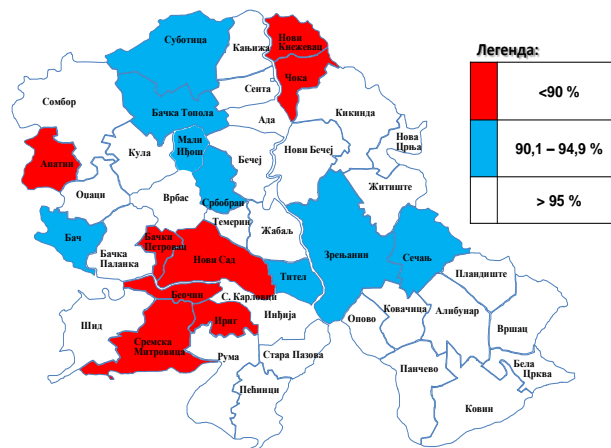 Суботица
Кањижа
Нови
Кнежевац
Чока
Сента
Сомбор
Бачка Топола
Ада
Кикинда
Мали
Иђош
Кула
Бечеј
Нови Бечеј
Нова
Црња
Апатин
Оџаци
Врбас
Србобран
Житиште
Темерин
Жабаљ
Бач
Бачки
Петровац
Бачка
Паланка
Нови Сад
Зрењанин
Сечањ
Тител
Пландиште
Беочин
С. Карловци
Шид
Ириг
Инђија
Опово
Ковачица
Алибунар
Вршац
Сремска
Митровица
Рума
Стара Пазова
Панчево
Бела
Црква
Пећинци
Ковин
Легенда:
<90 %
90,1 – 94,9 %
> 95 %